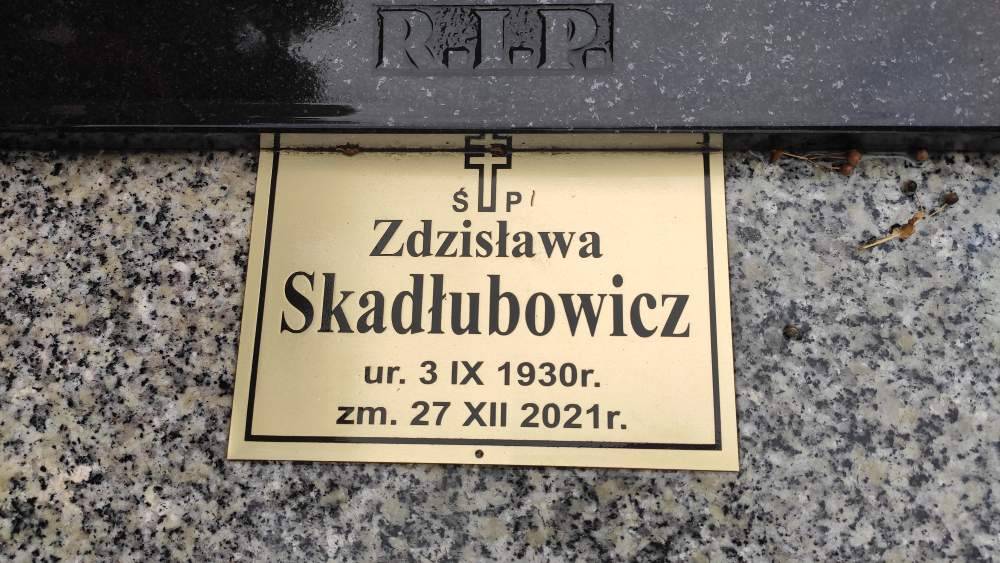 R.I.P.
Ś P
Zdzisława
Skadłubowicz
ur. 3 IX 1930r.
zm. 27 XII 2021r.